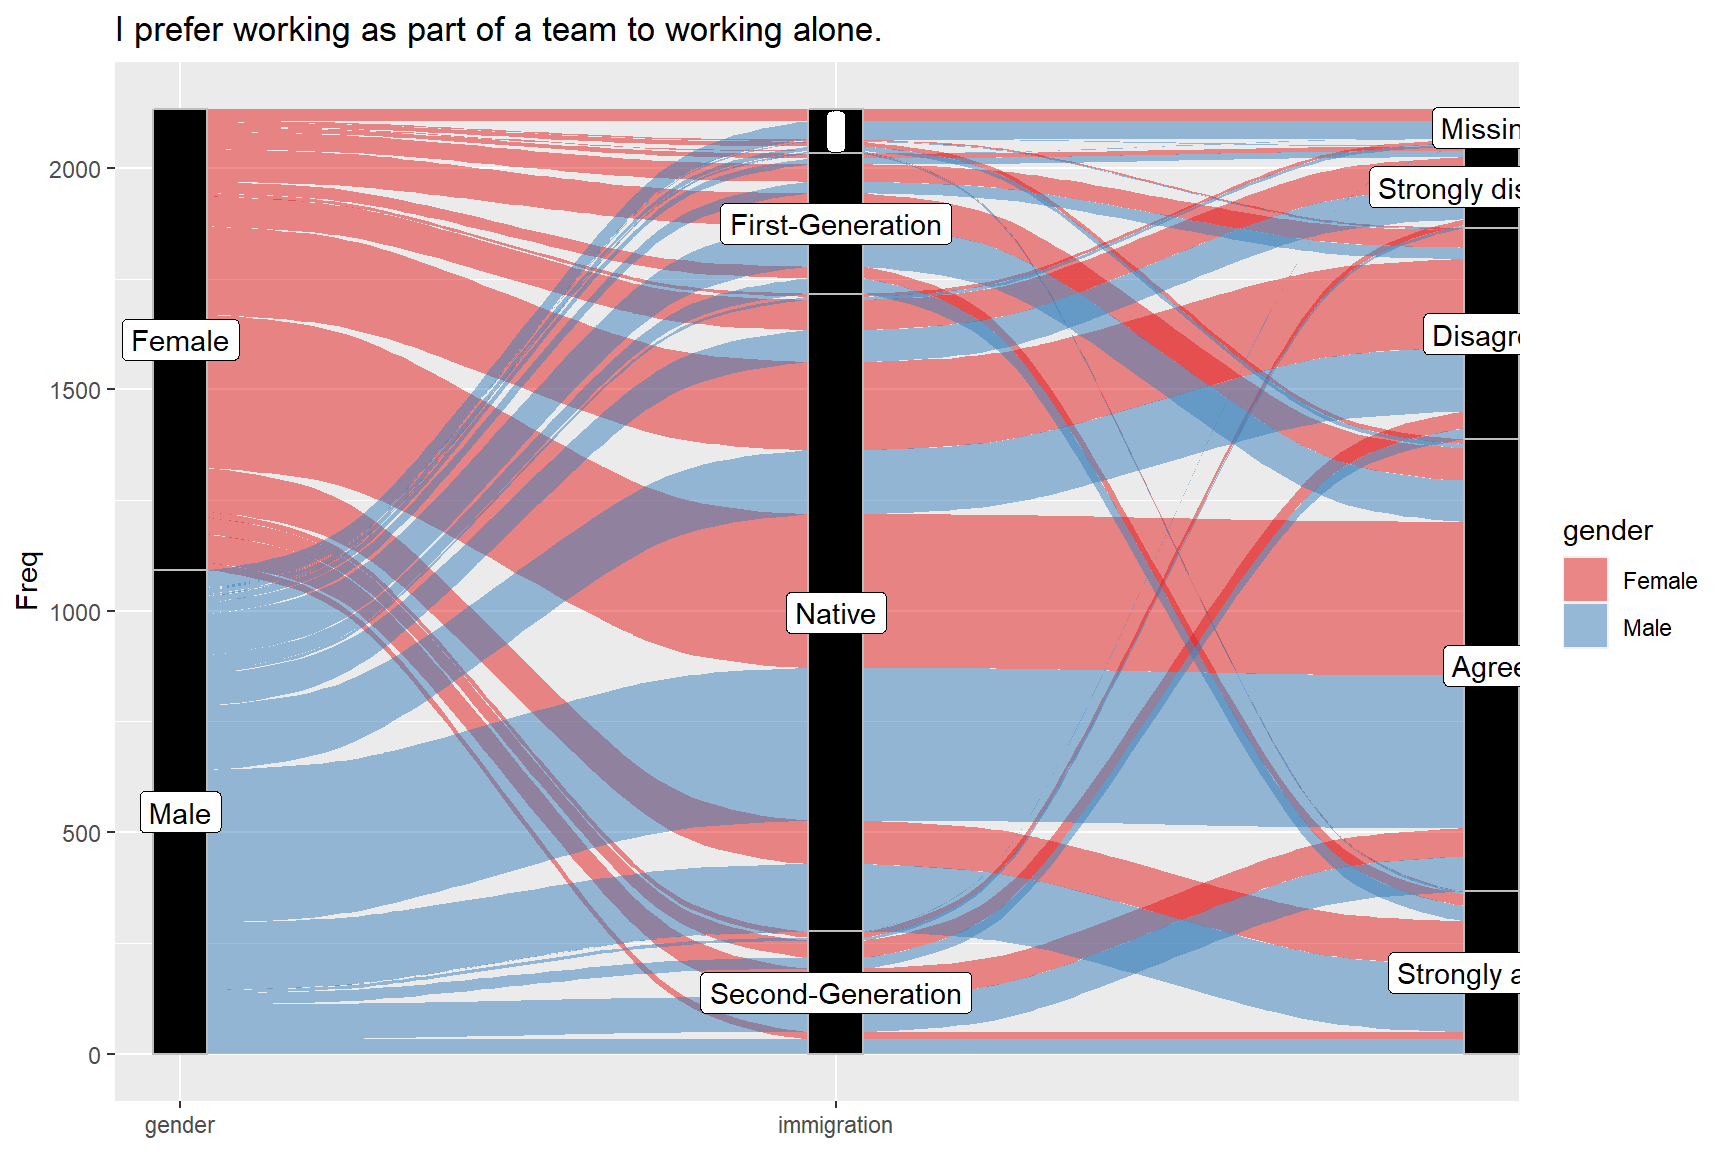 I prefer working as part of a team to working alone.
Freq
2000
1500
1000
500
0
Female
Male
First-Generation
Native
Second-Generation
Missin
Strongly dis
Disagre
Agree
Strongly a
gender
immigration
gender
Female
Male